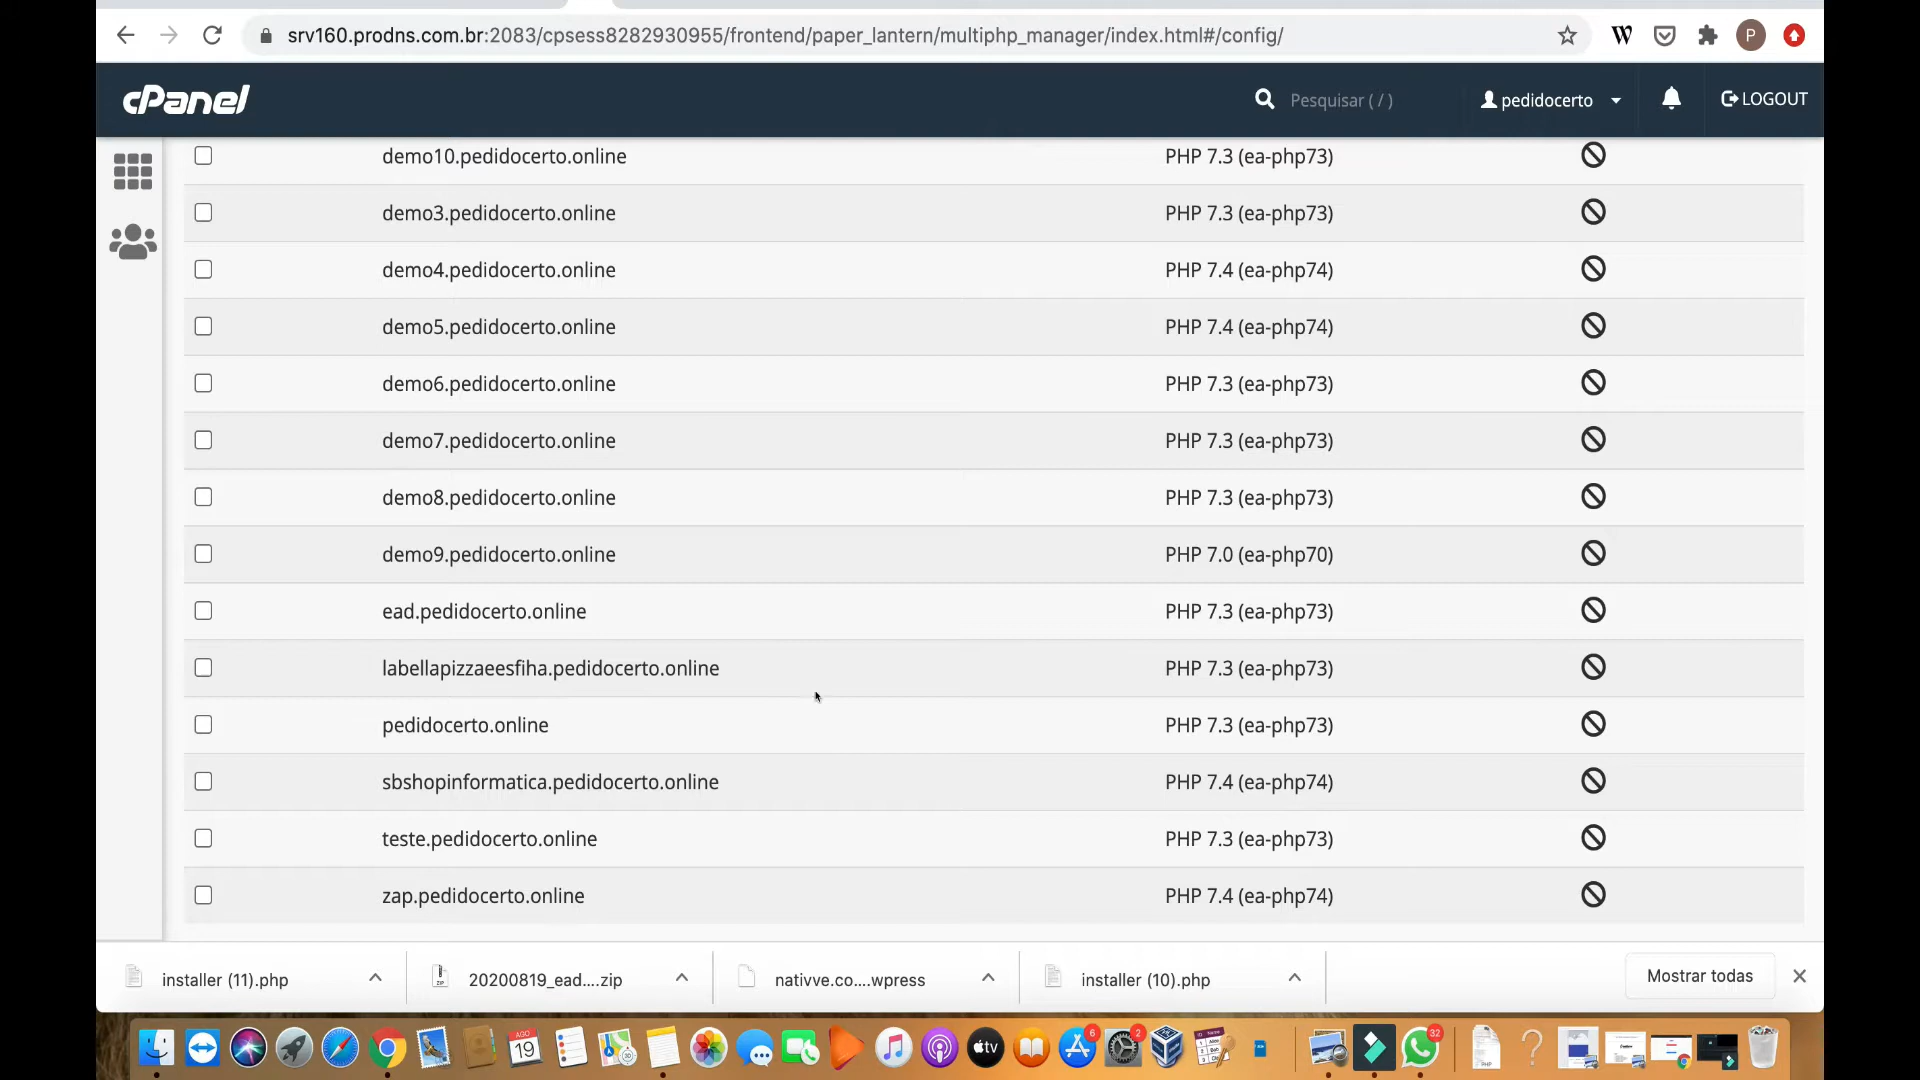 srv160.prodns.com.br:2083/cpsess8282930955/frontend/paper_lantern/multiphp_manager/index.html#/config/
W
P
cPanel
Pesquisar ( / )
pedidocerto
LOGOUT
demo10.pedidocerto.online PHP 7.3 (ea-php73)
demo3.pedidocerto.online PHP 7.3 (ea-php73)
demo4.pedidocerto.online PHP 7.4 (ea-php74)
demo5.pedidocerto.online PHP 7.4 (ea-php74)
demo6.pedidocerto.online PHP 7.3 (ea-php73)
demo7.pedidocerto.online PHP 7.3 (ea-php73)
demo8.pedidocerto.online PHP 7.3 (ea-php73)
demo9.pedidocerto.online PHP 7.0 (ea-php70)
ead.pedidocerto.online PHP 7.3 (ea-php73)
labellapizzaeesfiha.pedidocerto.online PHP 7.3 (ea-php73)
pedidocerto.online PHP 7.3 (ea-php73)
sbshopinformatica.pedidocerto.online PHP 7.4 (ea-php74)
teste.pedidocerto.online PHP 7.3 (ea-php73)
zap.pedidocerto.online PHP 7.4 (ea-php74)
installer (11).php
20200819_ead....zip
nativve.co....wpress
installer (10).php
Mostrar todas
AGO
19
tv
6
2
32
PHP